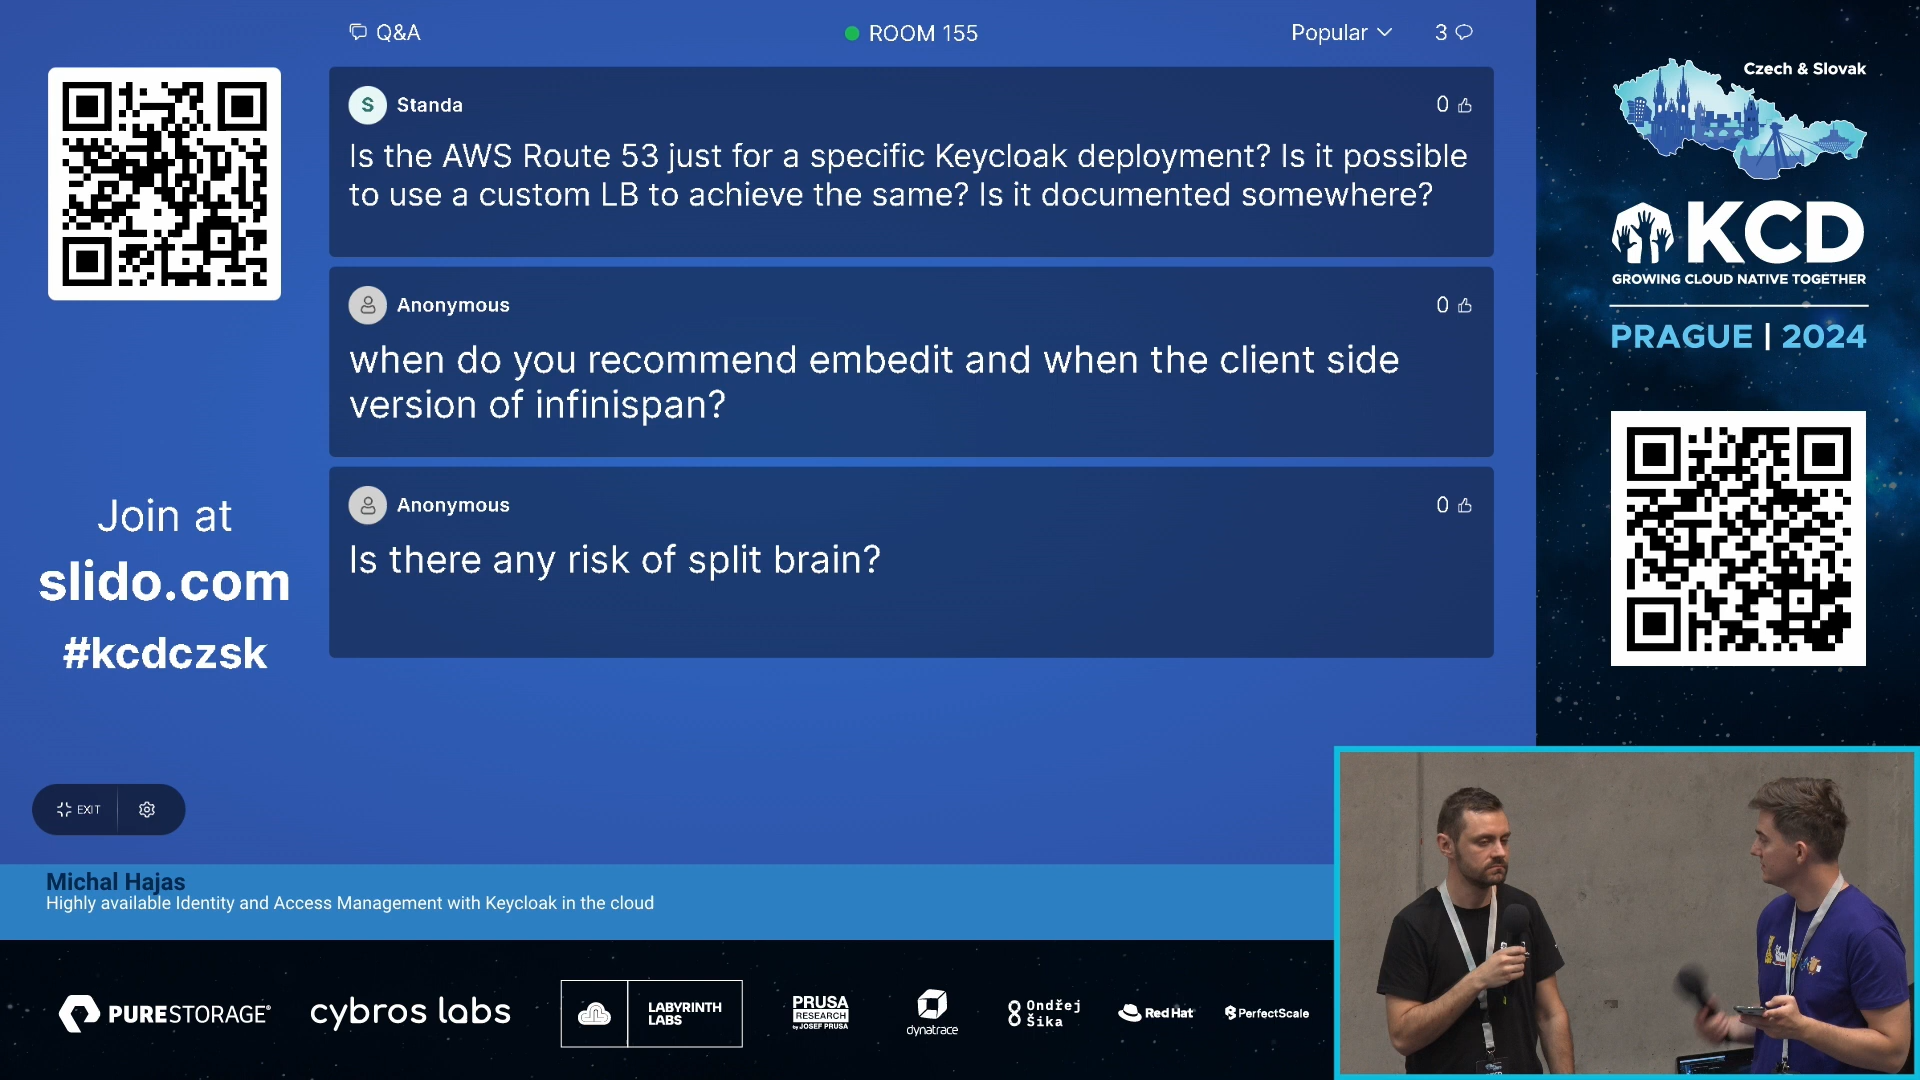 Q&A
ROOM 155
Popular
3
S
Standa
0
Is the AWS Route 53 just for a specific Keycloak deployment? Is it possible
to use a custom LB to achieve the same? Is it documented somewhere?
Anonymous
0
when do you recommend embedit and when the client side
version of infinispan?
Anonymous
0
Is there any risk of split brain?
Join at
slido.com
#kcdczsk
EXIT
Czech & Slovak
KCD
GROWING CLOUD NATIVE TOGETHER
PRAGUE | 2024
Michal Hajas
Highly available Identity and Access Management with Keycloak in the cloud
PURESTORAGE®
cybros labs
LABYRINTH
LABS
PRUSA
RESEARCH
by JOSEF PRUSA
dynatrace
Ondřej
Šika
Red Hat
PerfectScale